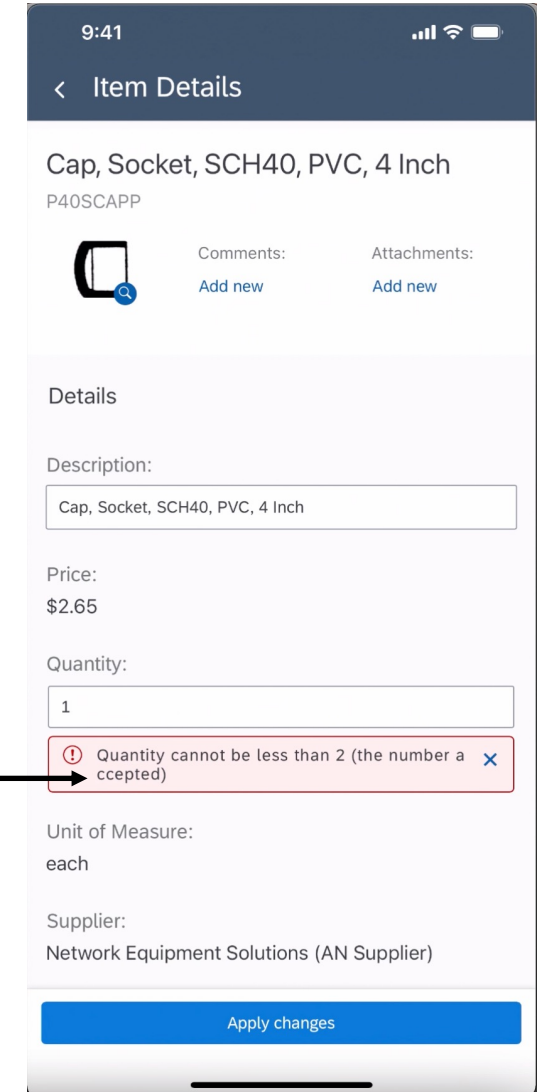 9:41
Item Details
Cap, Socket, SCH40, PVC, 4 Inch
P40SCAPP
Comments: Attachments:
Add new Add new
Details
Description:
Cap, Socket, SCH40, PVC, 4 Inch
Price:
$2.65
Quantity:
1
Quantity cannot be less than 2 (the number a
ccepted)
Unit of Measure:
each
Supplier:
Network Equipment Solutions (AN Supplier)
Apply changes